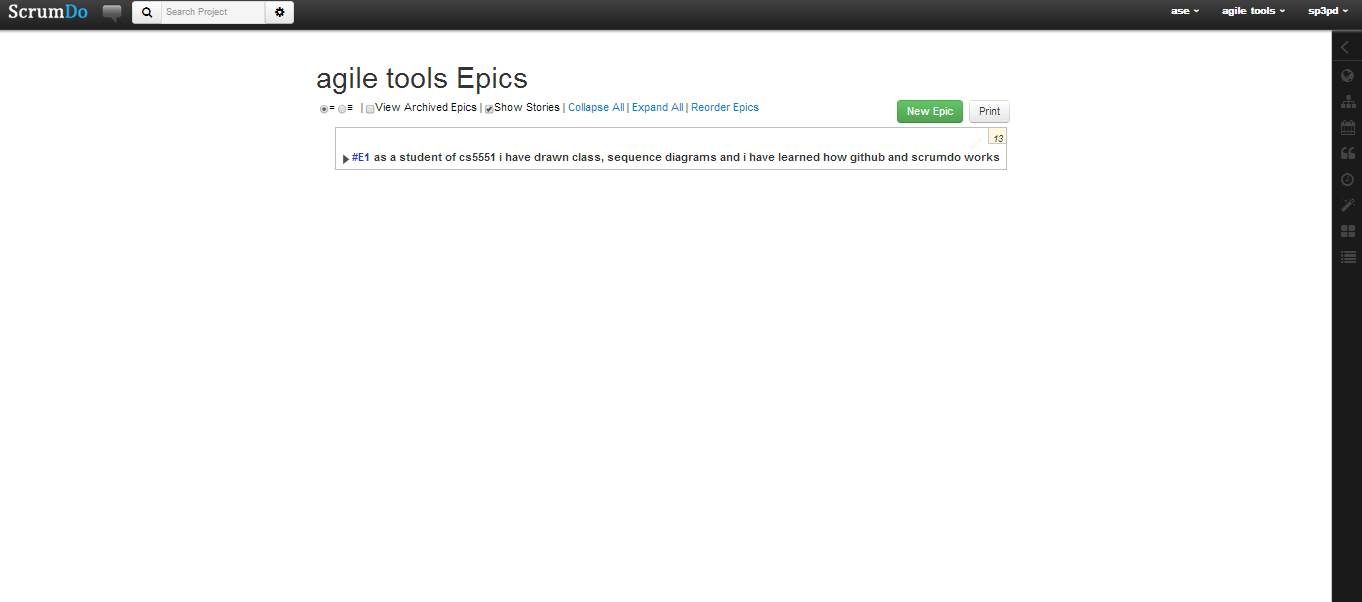 ScrumDo Search Project ase agile tools sp3pd
agile tools Epics
= ≡ | View Archived Epics | Show Stories | Collapse All | Expand All | Reorder Epics New Epic Print
13
#E1 as a student of cs5551 i have drawn class, sequence diagrams and i have learned how github and scrumdo works